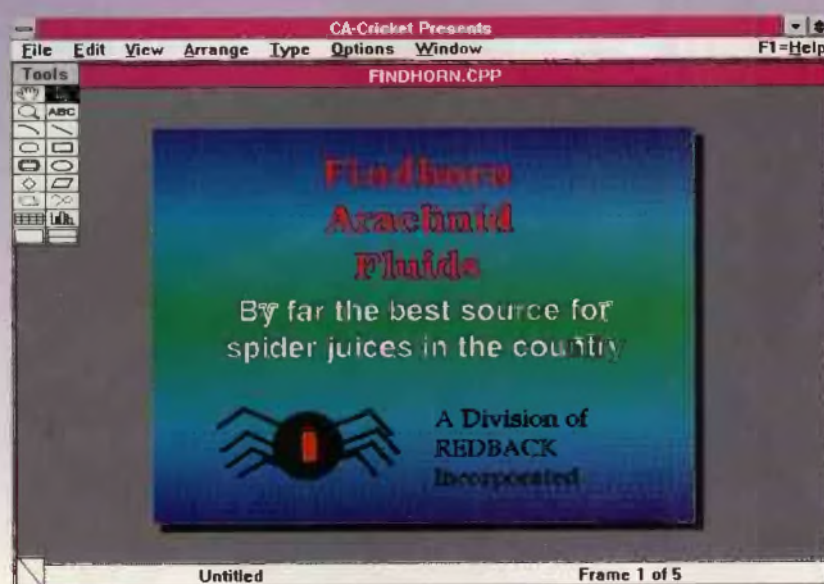 CA-Cricket Presents
File Edit View Arrange Type Options Window F1=Help
Tools
FINDHORN.CPP
ABC
Findhorn
Arachnid
Fluids
By far the best source for
spider juices in the country
A Division of
REDBACK
Incorporated
Untitled Frame 1 of 5